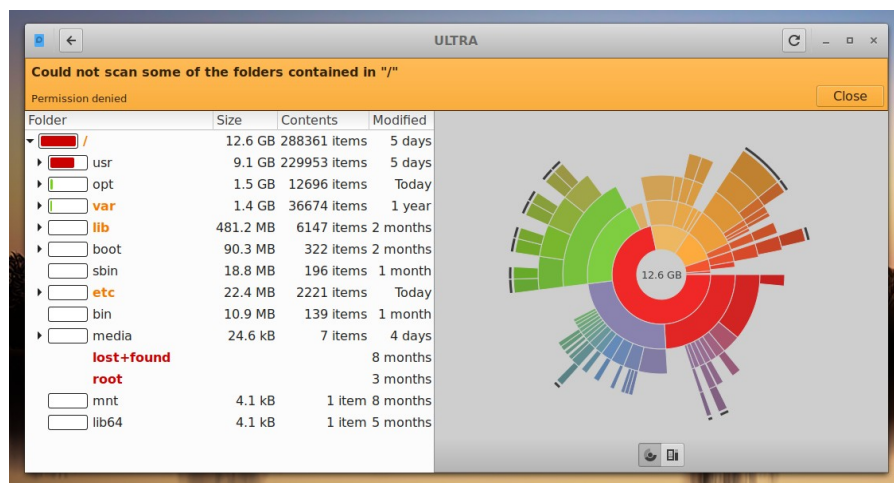 ULTRA
Could not scan some of the folders contained in "/"
Permission denied
Close
Folder Size Contents Modified
/ 12.6 GB 288361 items 5 days
usr 9.1 GB 229953 items 5 days
opt 1.5 GB 12696 items Today
var 1.4 GB 36674 items 1 year
lib 481.2 MB 6147 items 2 months
boot 90.3 MB 322 items 2 months
sbin 18.8 MB 196 items 1 month
etc 22.4 MB 2221 items Today
bin 10.9 MB 139 items 1 month
media 24.6 kB 7 items 4 days
lost+found 8 months
root 3 months
mnt 4.1 kB 1 item 8 months
lib64 4.1 kB 1 item 5 months
12.6 GB